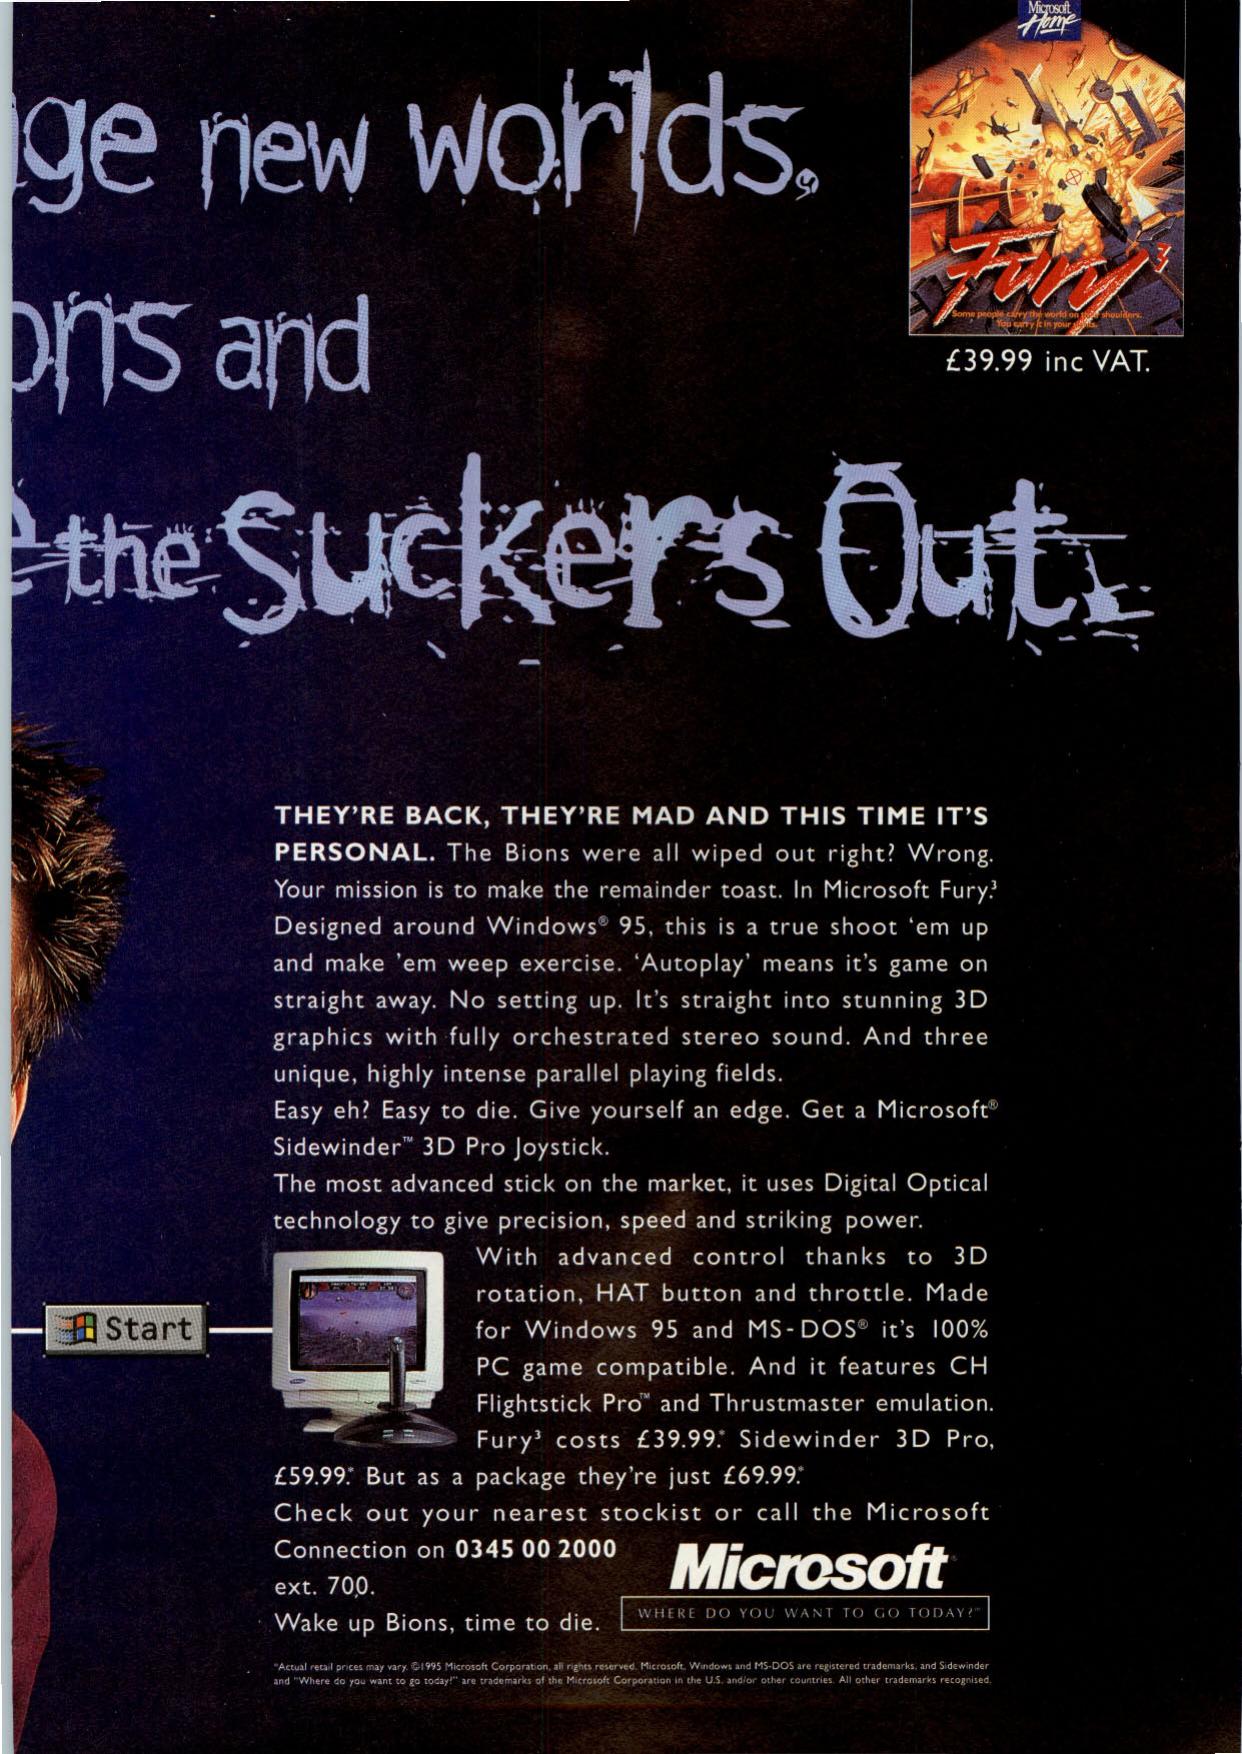 ge new worlds.
Microsoft
Home
Fury³
Some people carry the world on their shoulders.
You carry it in your
£39.99 inc VAT.
ons and
the Suckers Out.
THEY'RE BACK, THEY'RE MAD AND THIS TIME IT'S
PERSONAL. The Bions were all wiped out right? Wrong.
Your mission is to make the remainder toast. In Microsoft Fury³.
Designed around Windows® 95, this is a true shoot 'em up
and make 'em weep exercise. 'Autoplay' means it's game on
straight away. No setting up. It's straight into stunning 3D
graphics with fully orchestrated stereo sound. And three
unique, highly intense parallel playing fields.
Easy eh? Easy to die. Give yourself an edge. Get a Microsoft®
Sidewinder™ 3D Pro Joystick.
The most advanced stick on the market, it uses Digital Optical
technology to give precision, speed and striking power.
With advanced control thanks to 3D
rotation, HAT button and throttle. Made
for Windows 95 and MS-DOS® it's 100%
PC game compatible. And it features CH
Flightstick Pro™ and Thrustmaster emulation.
Fury³ costs £39.99.* Sidewinder 3D Pro,
£59.99.* But as a package they're just £69.99.*
Start
Check out your nearest stockist or call the Microsoft
Connection on 0345 00 2000
ext. 700.
Wake up Bions, time to die.
Microsoft®
WHERE DO YOU WANT TO GO TODAY?™
*Actual retail prices may vary. ©1995 Microsoft Corporation, all rights reserved. Microsoft, Windows and MS-DOS are registered trademarks, and Sidewinder
and "Where do you want to go today?" are trademarks of the Microsoft Corporation in the U.S. and/or other countries. All other trademarks recognised.